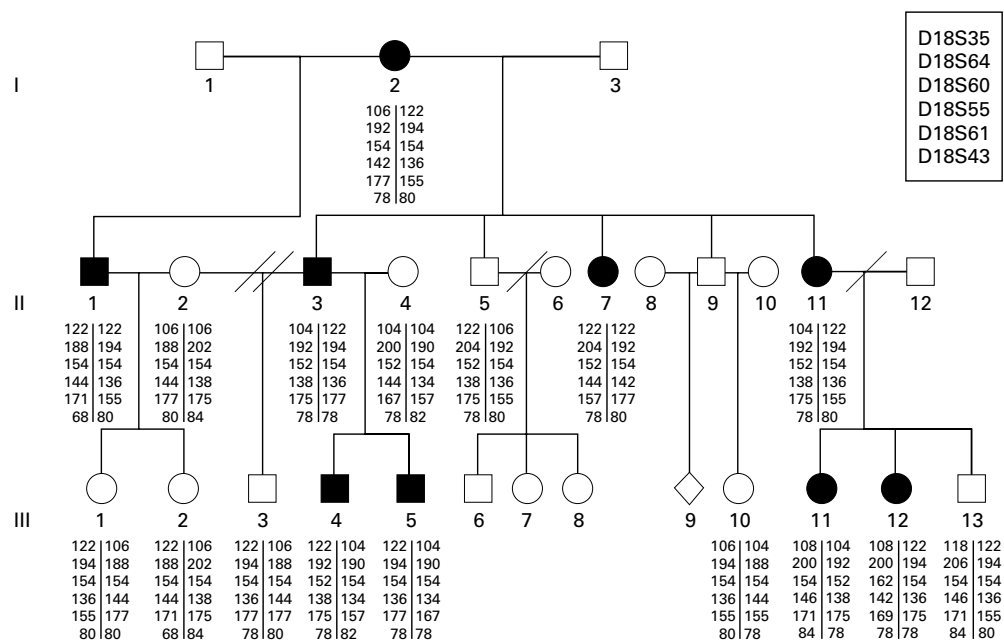 D18S35
D18S64
D18S60
D18S55
D18S61
D18S43
I
1 2 3
106 122
192 194
154 154
142 136
177 155
78 80
II
1 2 3 4 5 6 7 8 9 10 11 12
122 122 106 106 104 122 104 104 122 106 122 122 104 122
188 194 188 202 192 194 200 190 204 192 204 192 192 194
154 154 154 154 152 154 152 154 152 154 152 154 152 154
144 136 144 138 138 136 144 134 138 136 144 142 138 136
171 155 177 175 175 177 167 157 175 155 157 177 175 155
68 80 80 84 78 78 78 82 78 80 78 80 78 80
III
1 2 3 4 5 6 7 8 9 10 11 12 13
122 106 122 106 122 106 122 104 122 104 106 104 108 104 108 122 118 122
194 188 188 202 194 188 192 190 194 190 194 188 200 192 200 194 206 194
154 154 154 154 154 154 152 154 154 154 154 154 154 152 162 154 154 154
136 144 144 138 136 144 138 134 136 134 136 144 146 138 142 136 146 136
155 177 171 175 177 177 175 157 177 167 155 155 171 175 169 175 171 155
80 80 68 84 78 80 78 82 78 78 80 78 84 78 78 78 84 80